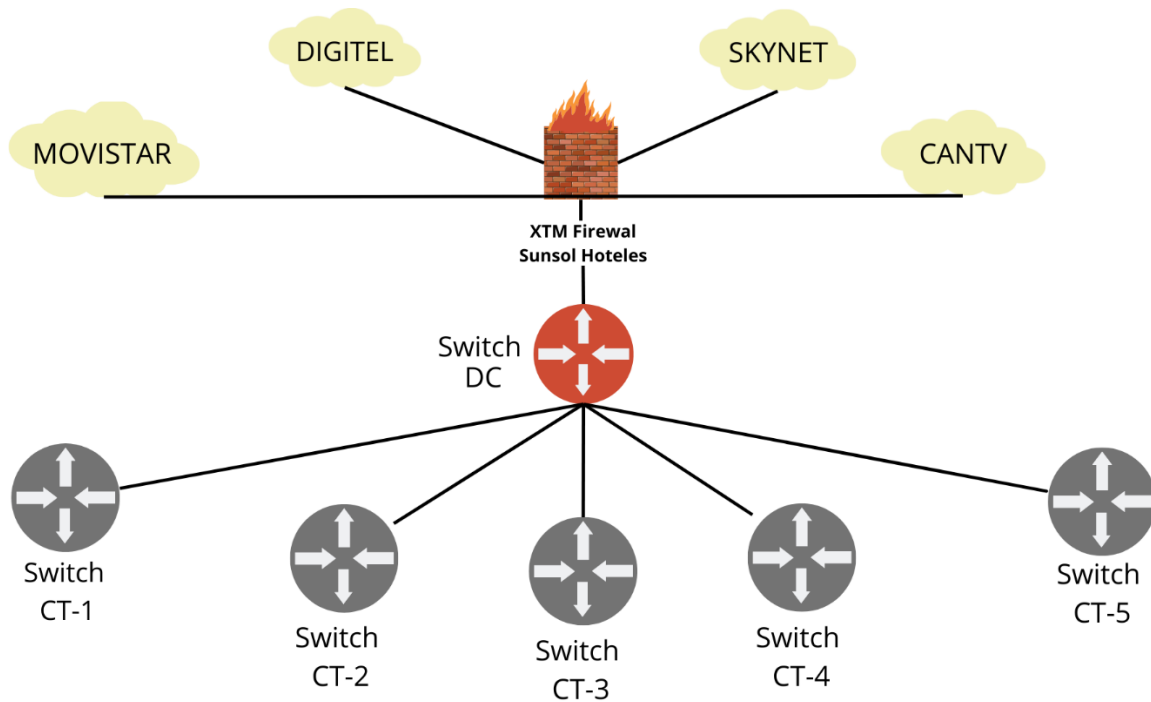 DIGITEL
SKYNET
MOVISTAR
CANTV
XTM Firewal
Sunsol Hoteles
Switch
DC
Switch
CT-1
Switch
CT-2
Switch
CT-3
Switch
CT-4
Switch
CT-5